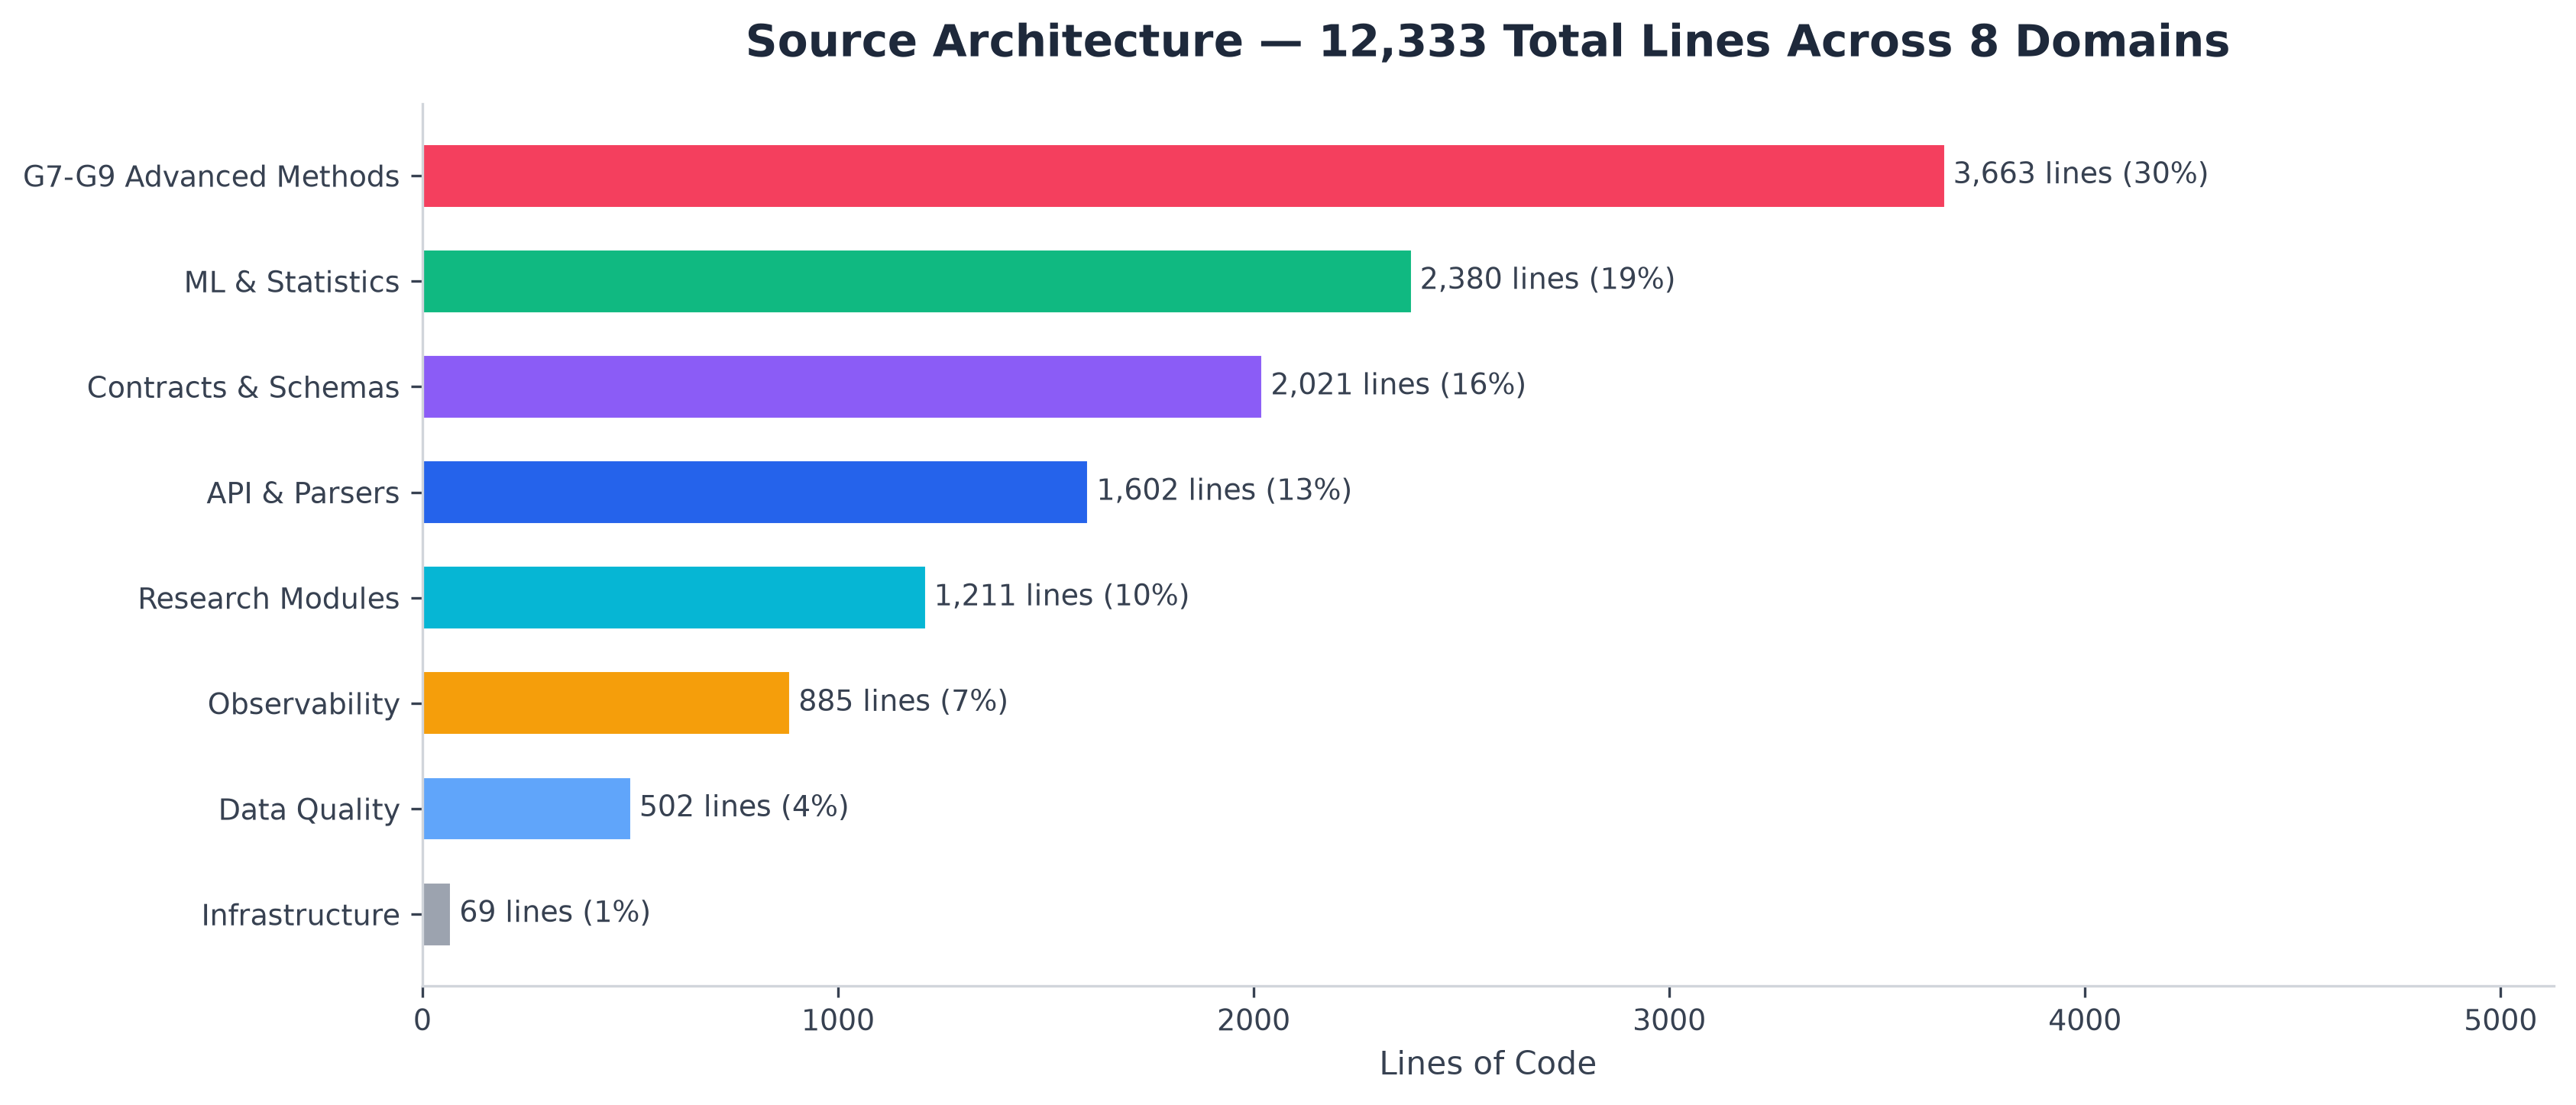 Source Architecture — 12,333 Total Lines Across 8 Domains
G7-G9 Advanced Methods
3,663 lines (30%)
ML & Statistics
2,380 lines (19%)
Contracts & Schemas
2,021 lines (16%)
API & Parsers
1,602 lines (13%)
Research Modules
1,211 lines (10%)
Observability
885 lines (7%)
Data Quality
502 lines (4%)
Infrastructure
69 lines (1%)
0 1000 2000 3000 4000 5000
Lines of Code